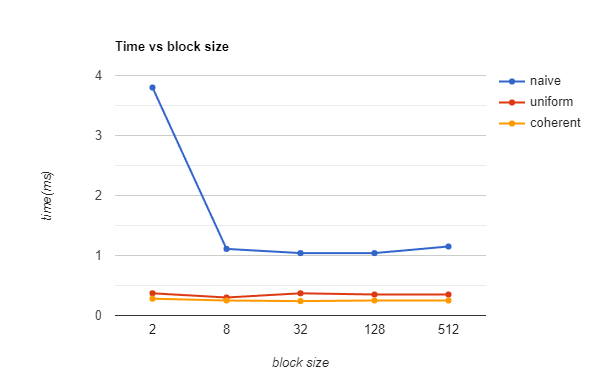 Time vs block size
naive
uniform
coherent
4
3
2
1
0
time(ms)
2 8 32 128 512
block size